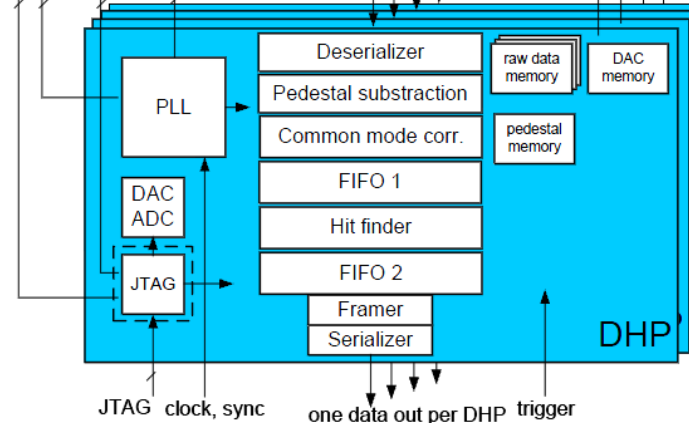 Deserializer
raw data
memory
DAC
memory
PLL
Pedestal substraction
Common mode corr.
pedestal
memory
FIFO 1
DAC
ADC
Hit finder
JTAG
FIFO 2
Framer
Serializer
DHP
JTAG
clock, sync
one data out per DHP
trigger